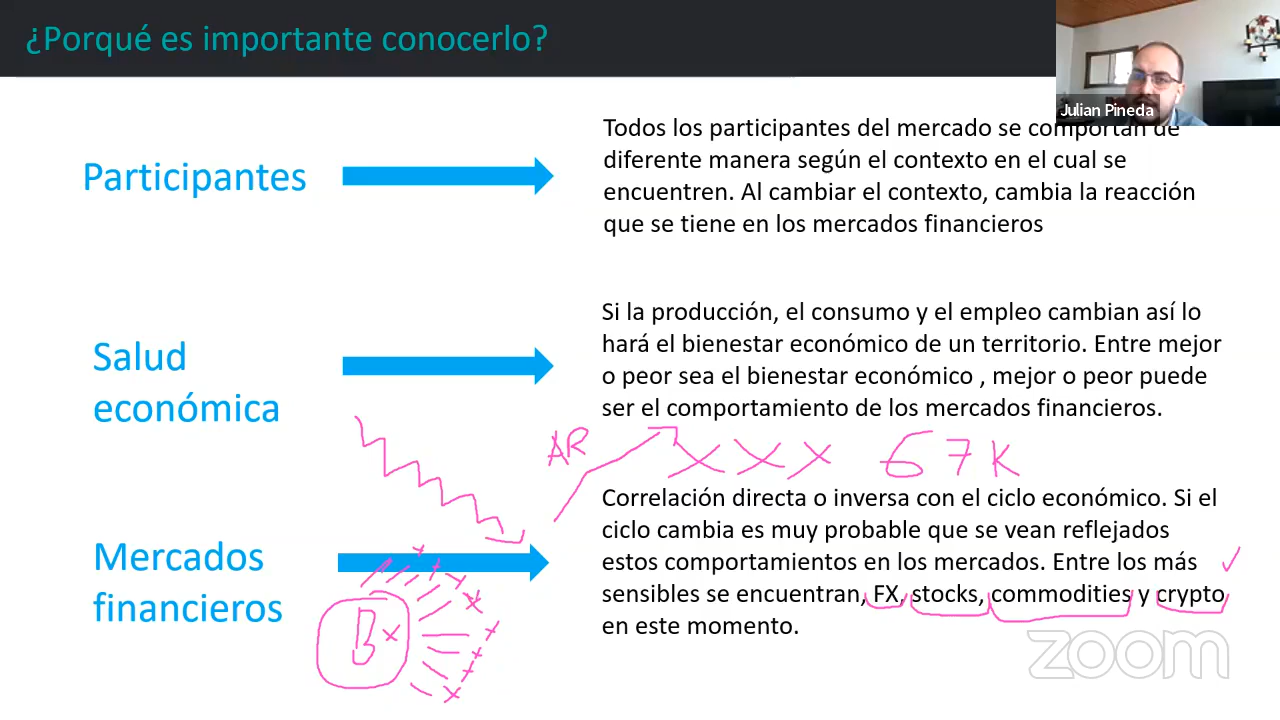 ¿Porqué es importante conocerlo?
Julian Pineda
Participantes
Todos los participantes del mercado se comportan de
diferente manera según el contexto en el cual se
encuentren. Al cambiar el contexto, cambia la reacción
que se tiene en los mercados financieros
Salud
económica
Si la producción, el consumo y el empleo cambian así lo
hará el bienestar económico de un territorio. Entre mejor
o peor sea el bienestar económico , mejor o peor puede
ser el comportamiento de los mercados financieros.
AR
XXX 67K
Mercados
financieros
Correlación directa o inversa con el ciclo económico. Si el
ciclo cambia es muy probable que se vean reflejados
estos comportamientos en los mercados. Entre los más
sensibles se encuentran, FX, stocks, commodities y crypto
en este momento.
B x
zoom